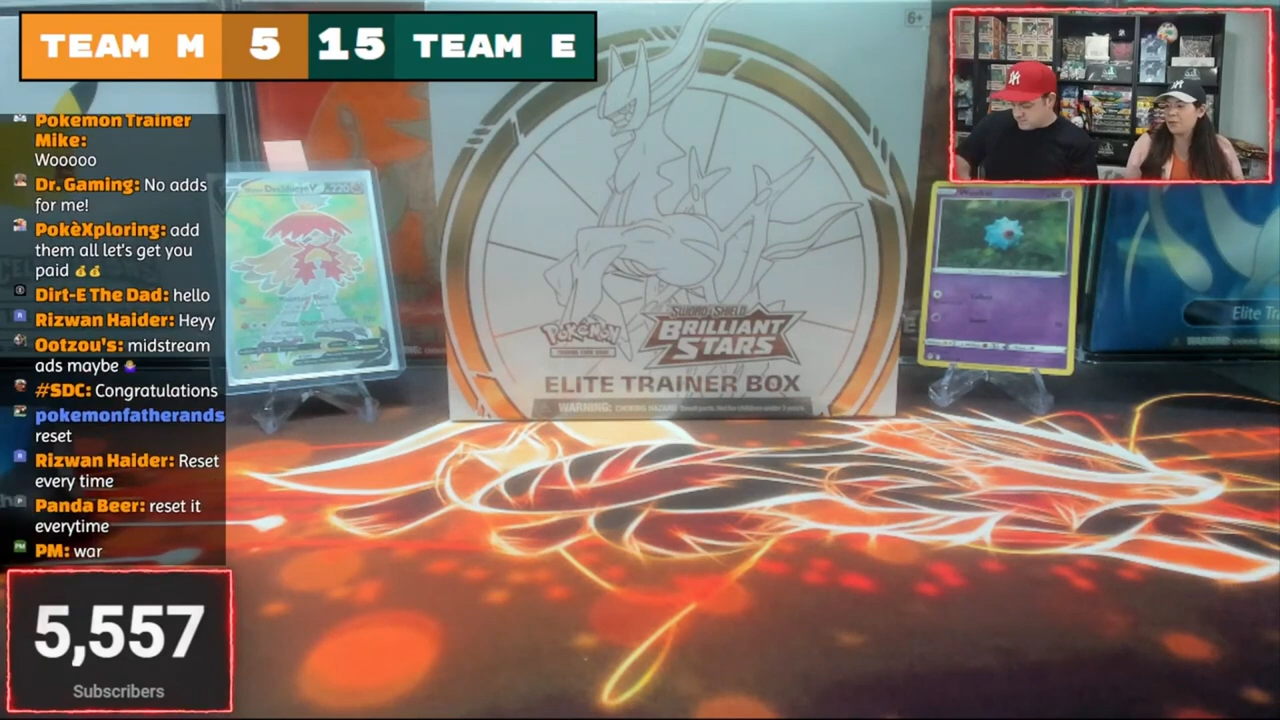 TEAM M 5 15 TEAM E
6+
Pokemon Trainer
Mike:
Wooooo
Dr. Gaming: No adds
for me!
PokèXploring: add
them all let's get you
paid 💰💰
Dirt-E The Dad: hello
Rizwan Haider: Heyy
Ootzou's: midstream
ads maybe 🤷‍♀️
#SDC: Congratulations
pokemonfatherands
reset
Rizwan Haider: Reset
every time
Panda Beer: reset it
everytime
PM: war
5,557
Subscribers
Decidueye V 220
POKéMON
SWORD & SHIELD
BRILLIANT
STARS
ELITE TRAINER BOX
WARNING: CHOKING HAZARD
Elite Tr